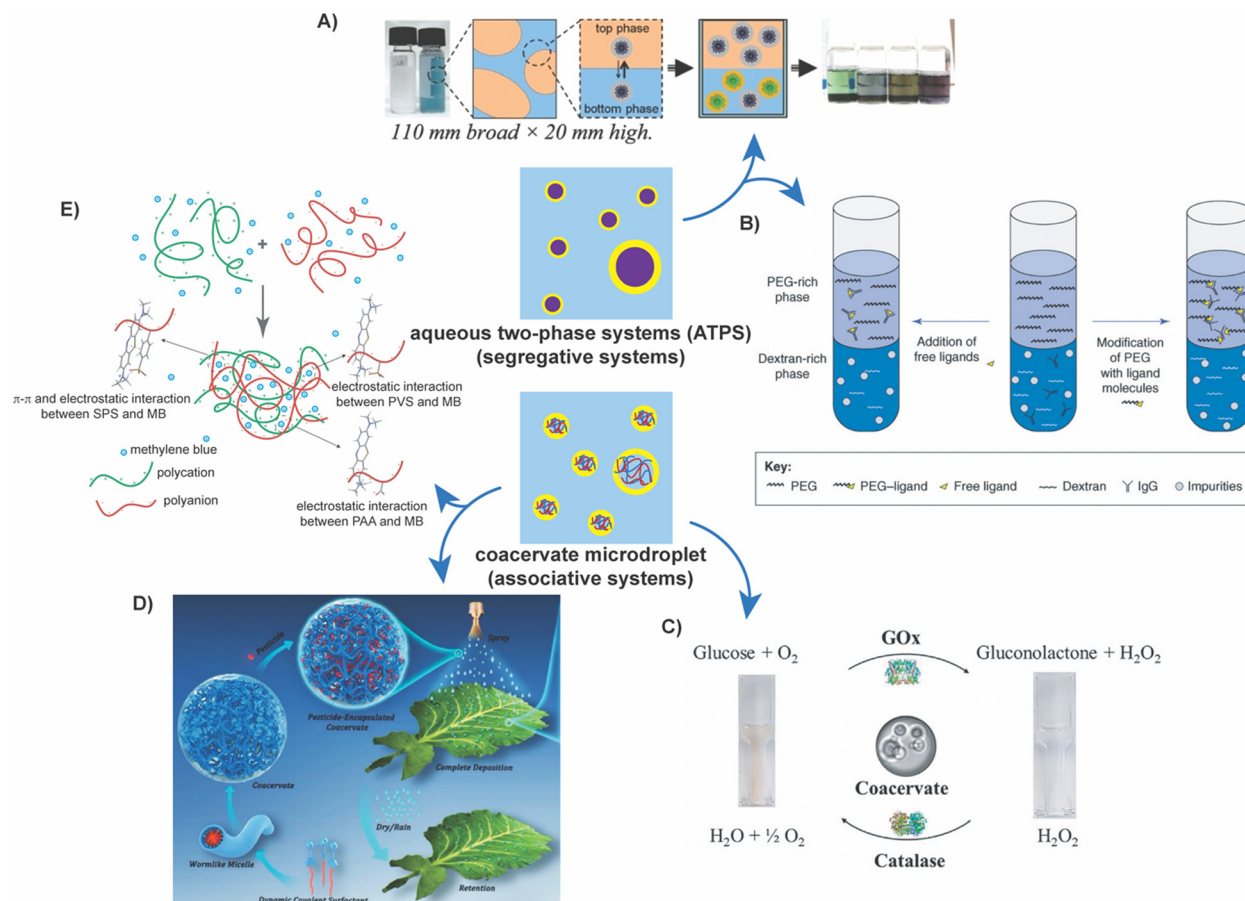 A)
top phase
bottom phase
110 mm broad × 20 mm high.
E)
+
π-π and electrostatic interaction
between SPS and MB
electrostatic interaction
between PVS and MB
methylene blue
polycation
polyanion
electrostatic interaction
between PAA and MB
aqueous two-phase systems (ATPS)
(segregative systems)
coacervate microdroplet
(associative systems)
B)
PEG-rich
phase
Dextran-rich
phase
Addition of
free ligands
Modification
of PEG
with ligand
molecules
Key:
PEG
PEG–ligand
Free ligand
Dextran
IgG
Impurities
D)
Pesticide
Spray
Pesticide-Encapsulated
Coacervate
Complete Deposition
Coacervate
Dry/Rain
Wormlike Micelle
Retention
Dynamic Covalent Surfactant
C)
Glucose + O₂
GOx
Gluconolactone + H₂O₂
Coacervate
H₂O + ½ O₂
Catalase
H₂O₂